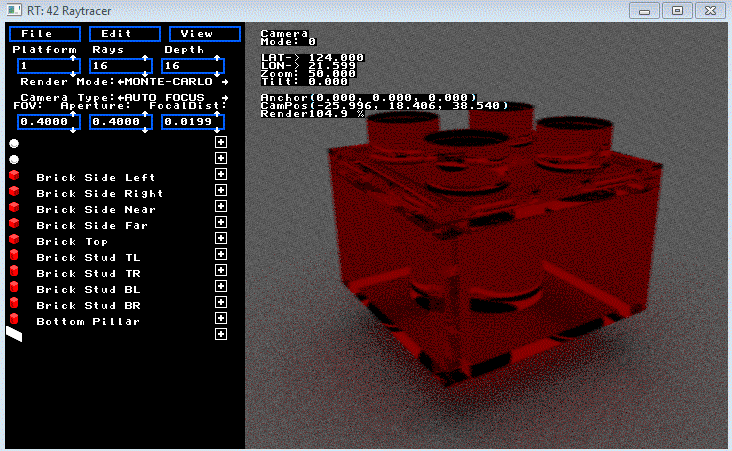 RT: 42 Raytracer
File Edit View
Platform Rays Depth
1 16 16
Render Mode:←MONTE-CARLO →
Camera Type:←AUTO FOCUS →
FOV: Aperture: FocalDist:
0.4000 0.4000 0.0199
Brick Side Left
Brick Side Right
Brick Side Near
Brick Side Far
Brick Top
Brick Stud TL
Brick Stud TR
Brick Stud BL
Brick Stud BR
Bottom Pillar
Camera
Mode: 0
LAT-> 124.000
LON-> 21.599
Zoom: 50.000
Tilt: 0.000
Anchor(0.000, 0.000, 0.000)
CamPos(-25.996, 18.406, 38.540)
Render104.9 %